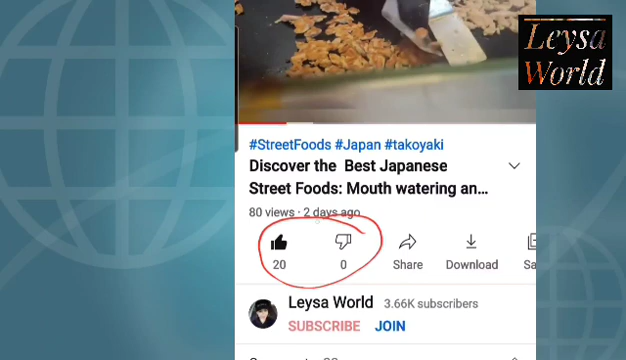 Leysa
World
#StreetFoods #Japan #takoyaki
Discover the Best Japanese
Street Foods: Mouth watering an...
80 views · 2 days ago
20 0 Share Download Sa
Leysa World 3.66K subscribers
SUBSCRIBE JOIN